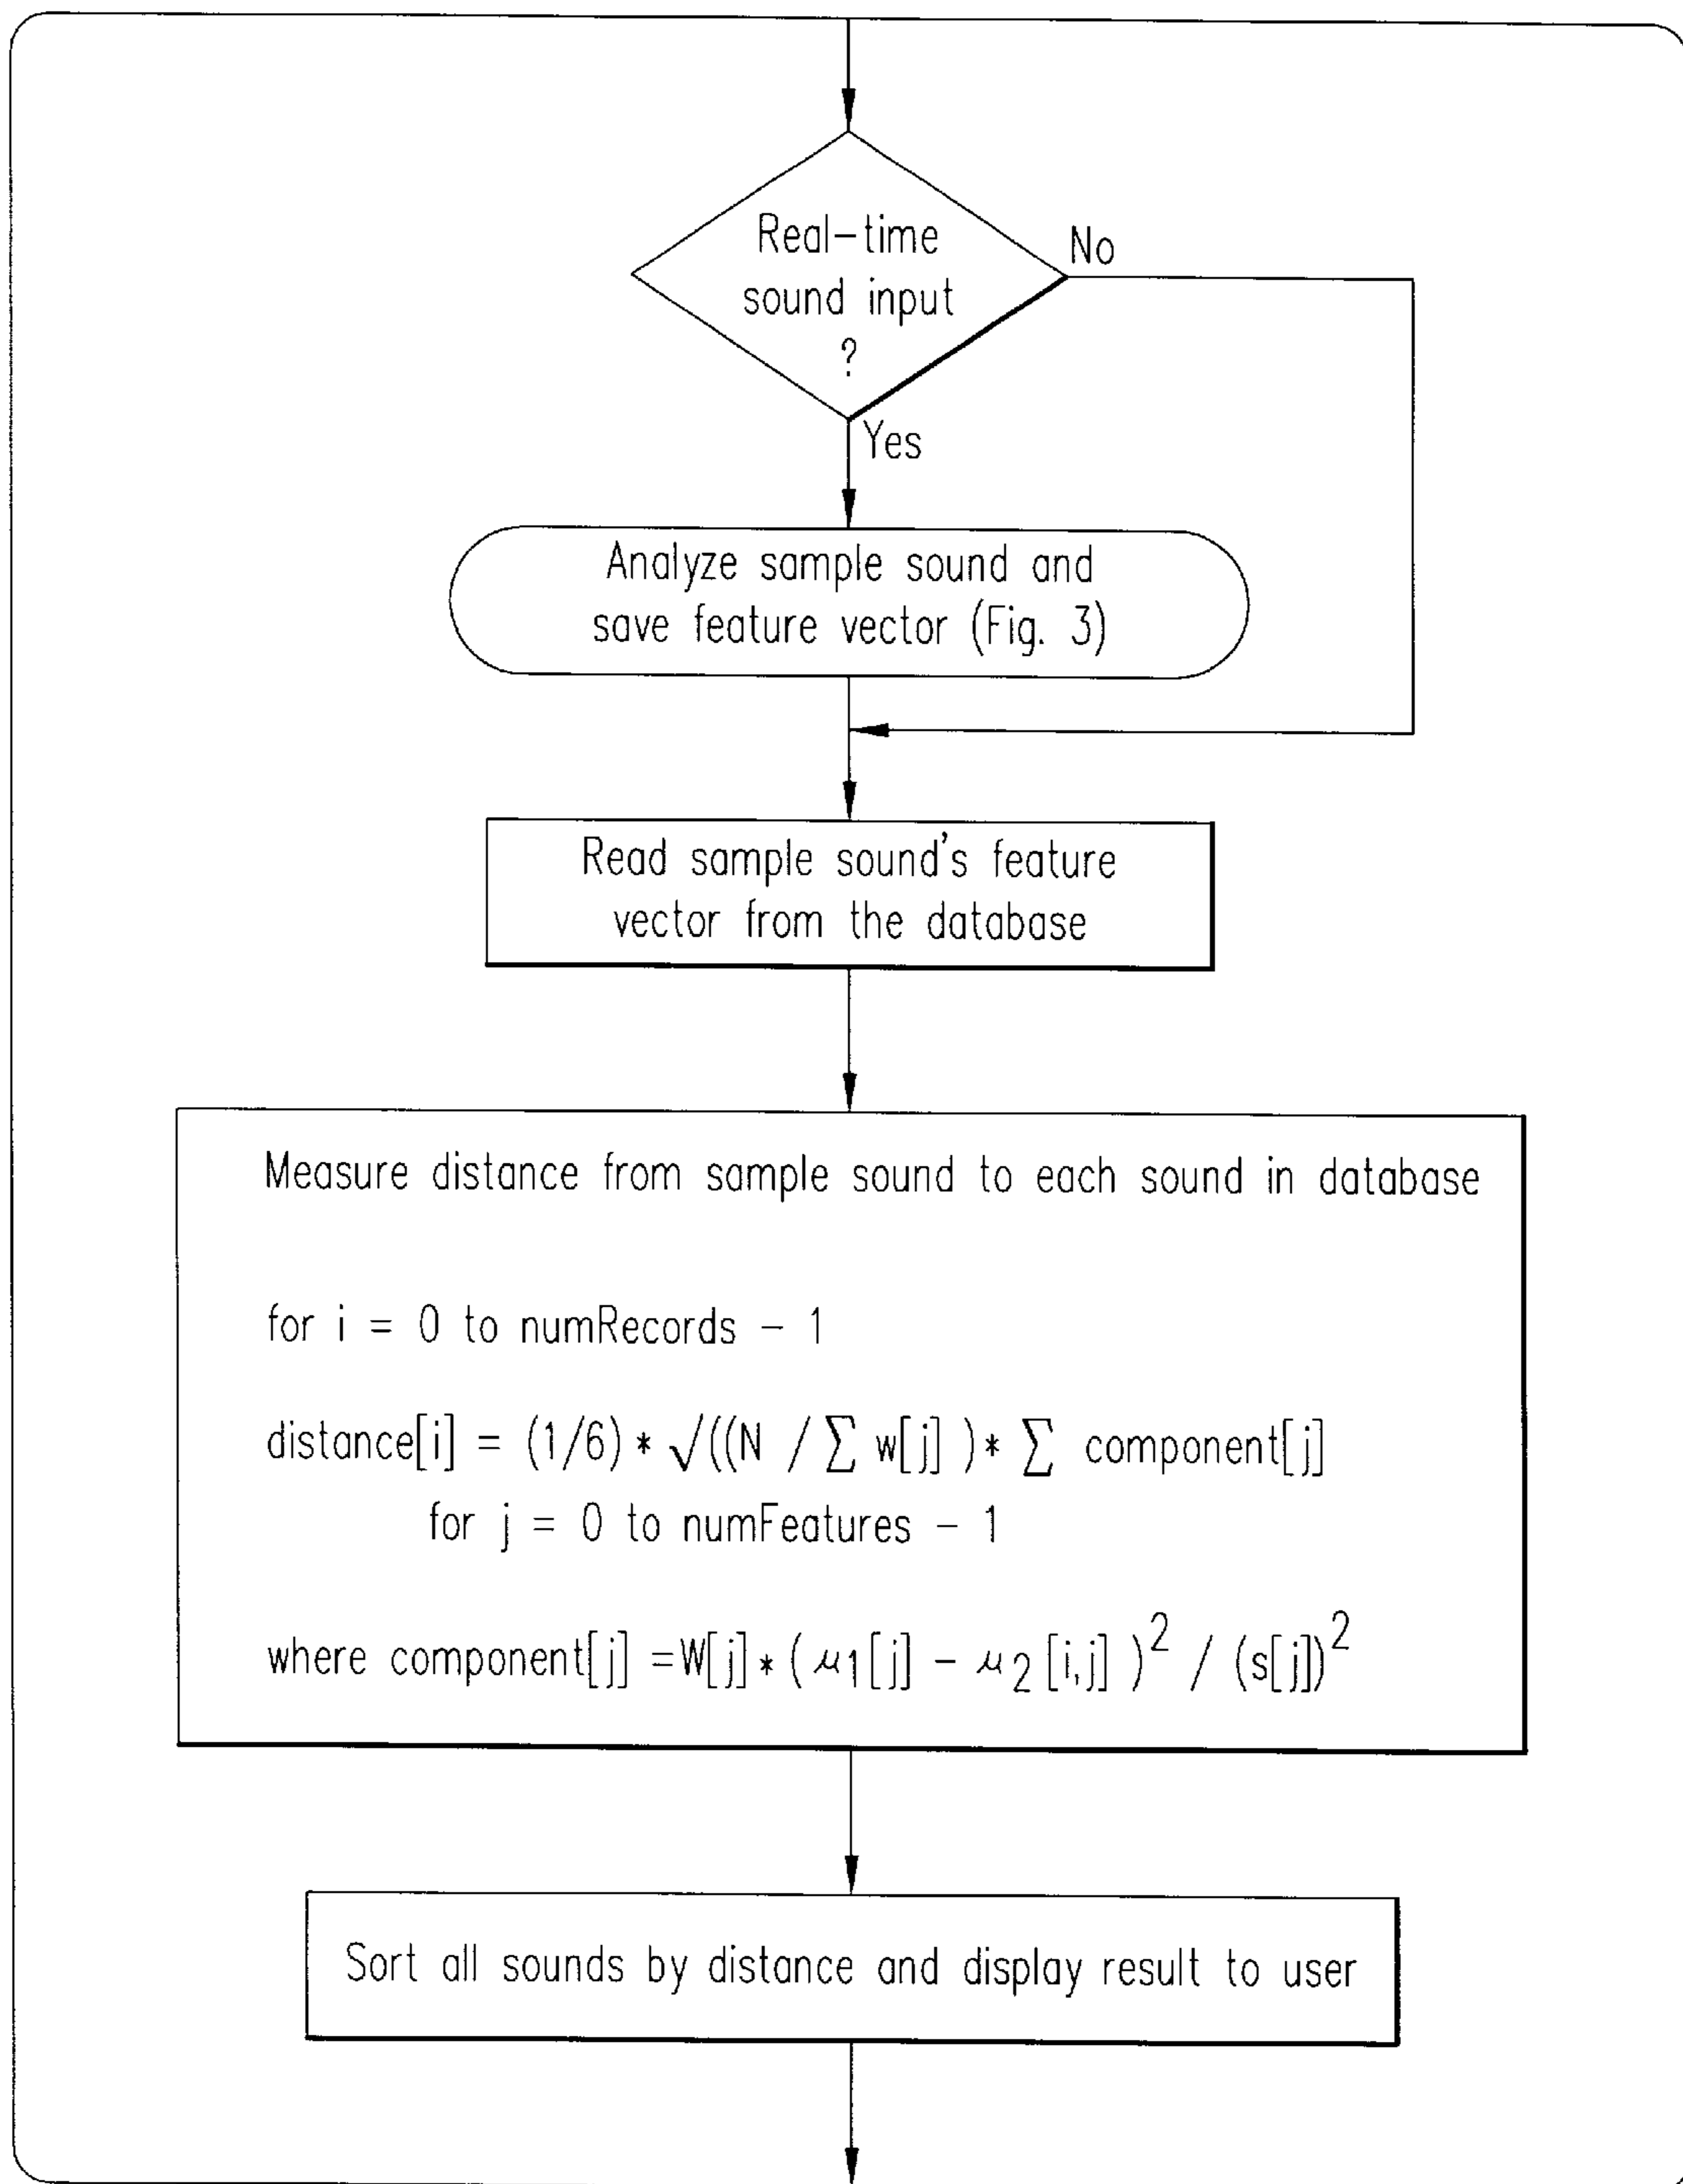 Real-time
sound input
?
No
Yes
Analyze sample sound and
save feature vector (Fig. 3)
Read sample sound's feature
vector from the database
Measure distance from sample sound to each sound in database
for i = 0 to numRecords - 1
distance[i] = (1/6) * √((N / ∑ w[j] )* ∑ component[j]
for j = 0 to numFeatures - 1
where component[j] =W[j]*(μ1[j] - μ2[i,j] )² / (s[j])²
Sort all sounds by distance and display result to user